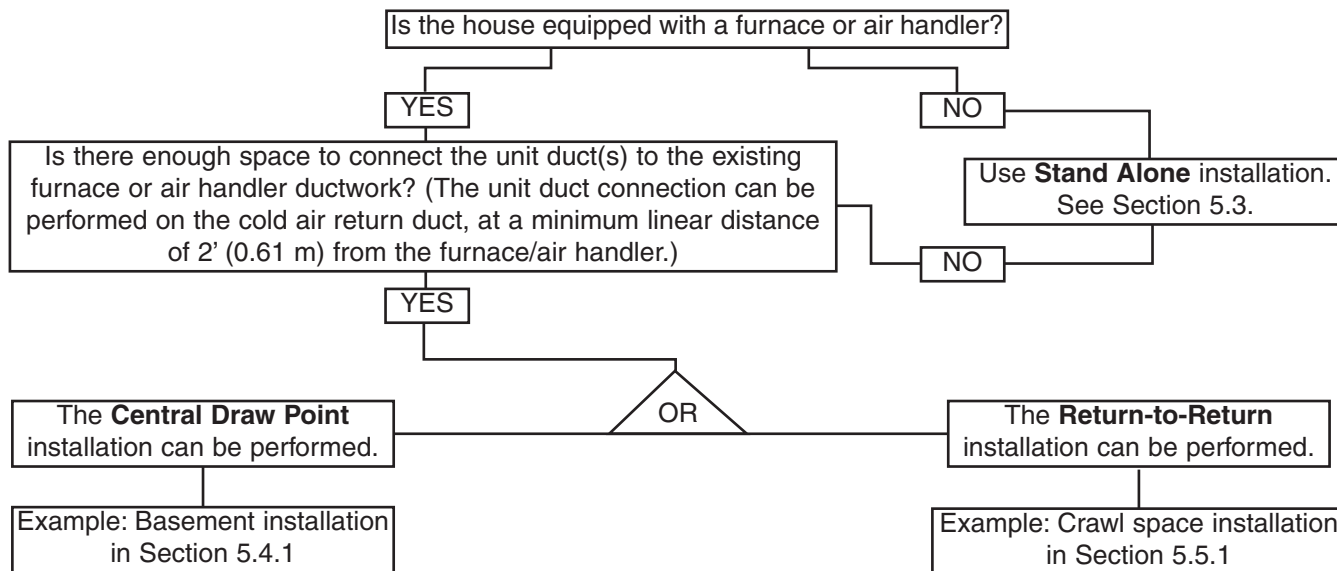 Is the house equipped with a furnace or air handler?
YES
NO
Is there enough space to connect the unit duct(s) to the existing
furnace or air handler ductwork? (The unit duct connection can be
performed on the cold air return duct, at a minimum linear distance
of 2’ (0.61 m) from the furnace/air handler.)
Use Stand Alone installation.
See Section 5.3.
NO
YES
OR
The Central Draw Point
installation can be performed.
The Return-to-Return
installation can be performed.
Example: Basement installation
in Section 5.4.1
Example: Crawl space installation
in Section 5.5.1